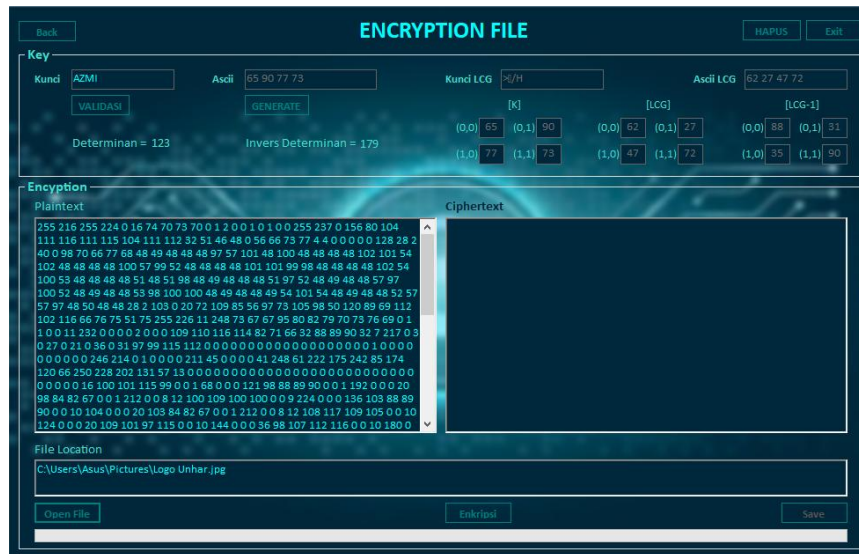 Back
ENCRYPTION FILE
HAPUS
Exit
Key
Kunci AZMI Ascii 65 90 77 73 Kunci LCG Ascii LCG 62 27 47 72
VALIDASI GENERATE [K] [LCG] [LCG-1]
(0,0) 65 (0,1) 90 (0,0) 62 (0,1) 27 (0,0) 88 (0,1) 31
Determinan = 123 Invers Determinan = 179
(1,0) 77 (1,1) 73 (1,0) 47 (1,1) 72 (1,0) 35 (1,1) 90
Encyption
Plaintext Ciphertext
255 216 255 224 0 16 74 70 73 70 0 1 2 0 0 1 0 1 0 0 255 237 0 156 80 104
111 116 111 115 104 111 112 32 51 46 48 0 56 66 73 77 4 4 0 0 0 0 0 128 28 2
40 0 98 70 66 77 68 48 49 48 48 48 97 57 101 48 100 48 48 48 48 102 101 54
102 48 48 48 48 100 57 99 52 48 48 48 48 101 101 99 98 48 48 48 48 102 54
100 53 48 48 48 48 51 48 51 98 48 49 48 48 48 51 97 52 48 49 48 48 57 97
100 52 48 49 48 48 53 98 100 100 48 49 48 48 49 54 101 54 48 49 48 48 52 57
57 97 48 50 48 48 28 2 103 0 20 72 109 85 56 97 73 105 98 50 120 89 69 112
102 116 66 76 75 51 75 255 226 11 248 73 67 67 95 80 82 79 70 73 76 69 0 1
1 0 0 11 232 0 0 0 0 2 0 0 0 109 110 116 114 82 71 66 32 88 89 90 32 7 217 0 3
0 27 0 21 0 36 0 31 97 99 115 112 0 0 0 0 0 0 0 0 0 0 0 0 0 0 0 0 0 0 0 0 1 0 0 0 0
0 0 0 0 0 0 246 214 0 1 0 0 0 0 211 45 0 0 0 0 41 248 61 222 175 242 85 174
120 66 250 228 202 131 57 13 0 0 0 0 0 0 0 0 0 0 0 0 0 0 0 0 0 0 0 0 0 0 0 0 0 0 0
0 0 0 0 0 16 100 101 115 99 0 0 1 68 0 0 0 121 98 88 89 90 0 0 1 192 0 0 0 20
98 84 82 67 0 0 1 212 0 0 8 12 100 109 100 100 0 0 9 224 0 0 0 136 103 88 89
90 0 0 10 104 0 0 0 20 103 84 82 67 0 0 1 212 0 0 8 12 108 117 109 105 0 0 10
124 0 0 0 20 109 101 97 115 0 0 10 144 0 0 0 36 98 107 112 116 0 0 10 180 0
File Location
C:\Users\Asus\Pictures\Logo Unhar.jpg
Open File Enkripsi Save